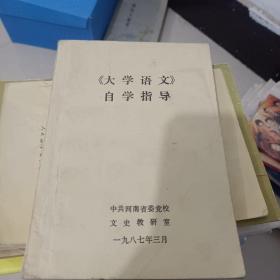 《大学语文》
自学指导
中共河南省委党校
文史教研室
一九八七年三月